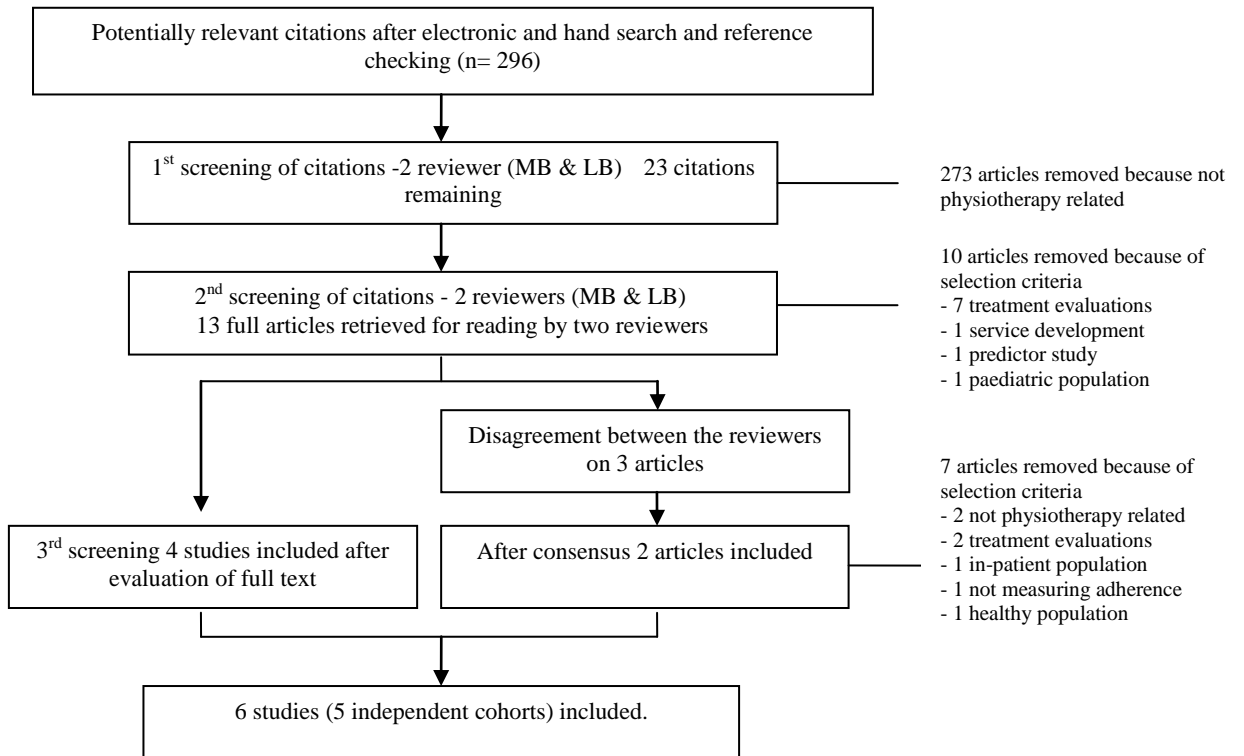 Potentially relevant citations after electronic and hand search and reference
checking (n= 296)
1st screening of citations -2 reviewer (MB & LB) 23 citations
remaining
273 articles removed because not
physiotherapy related
2nd screening of citations - 2 reviewers (MB & LB)
13 full articles retrieved for reading by two reviewers
10 articles removed because of
selection criteria
- 7 treatment evaluations
- 1 service development
- 1 predictor study
- 1 paediatric population
Disagreement between the reviewers
on 3 articles
3rd screening 4 studies included after
evaluation of full text
After consensus 2 articles included
7 articles removed because of
selection criteria
- 2 not physiotherapy related
- 2 treatment evaluations
- 1 in-patient population
- 1 not measuring adherence
- 1 healthy population
6 studies (5 independent cohorts) included.